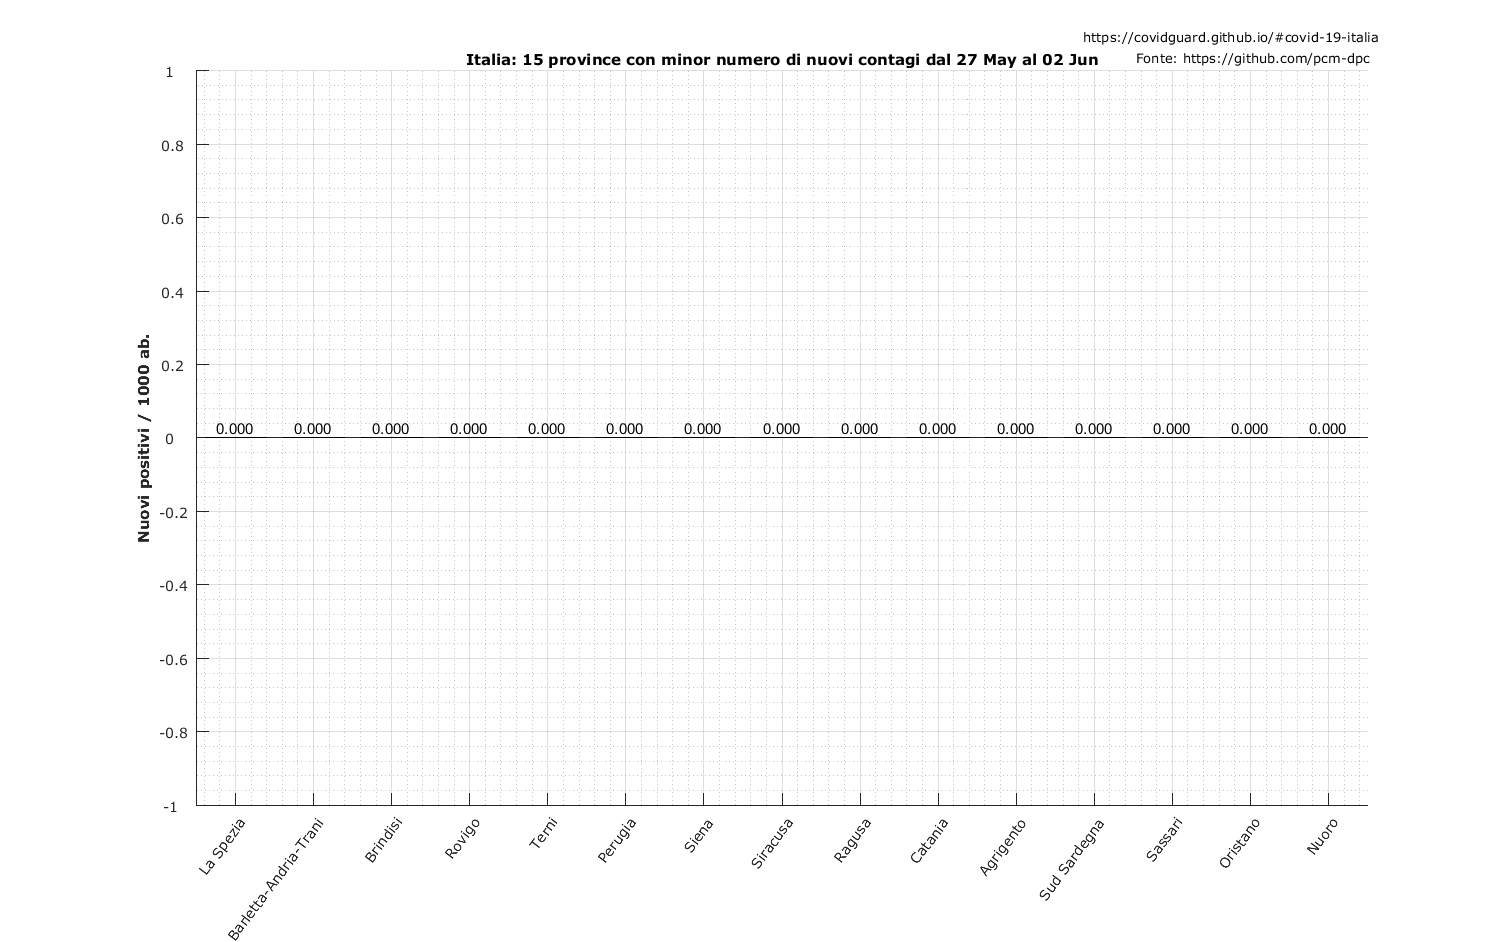 https://covidguard.github.io/#covid-19-italia
Italia: 15 province con minor numero di nuovi contagi dal 27 May al 02 Jun
Fonte: https://github.com/pcm-dpc
Nuovi positivi / 1000 ab.
1
0.8
0.6
0.4
0.2
0
-0.2
-0.4
-0.6
-0.8
-1
0.000 0.000 0.000 0.000 0.000 0.000 0.000 0.000 0.000 0.000 0.000 0.000 0.000 0.000 0.000
La Spezia
Barletta-Andria-Trani
Brindisi
Rovigo
Terni
Perugia
Siena
Siracusa
Ragusa
Catania
Agrigento
Sud Sardegna
Sassari
Oristano
Nuoro